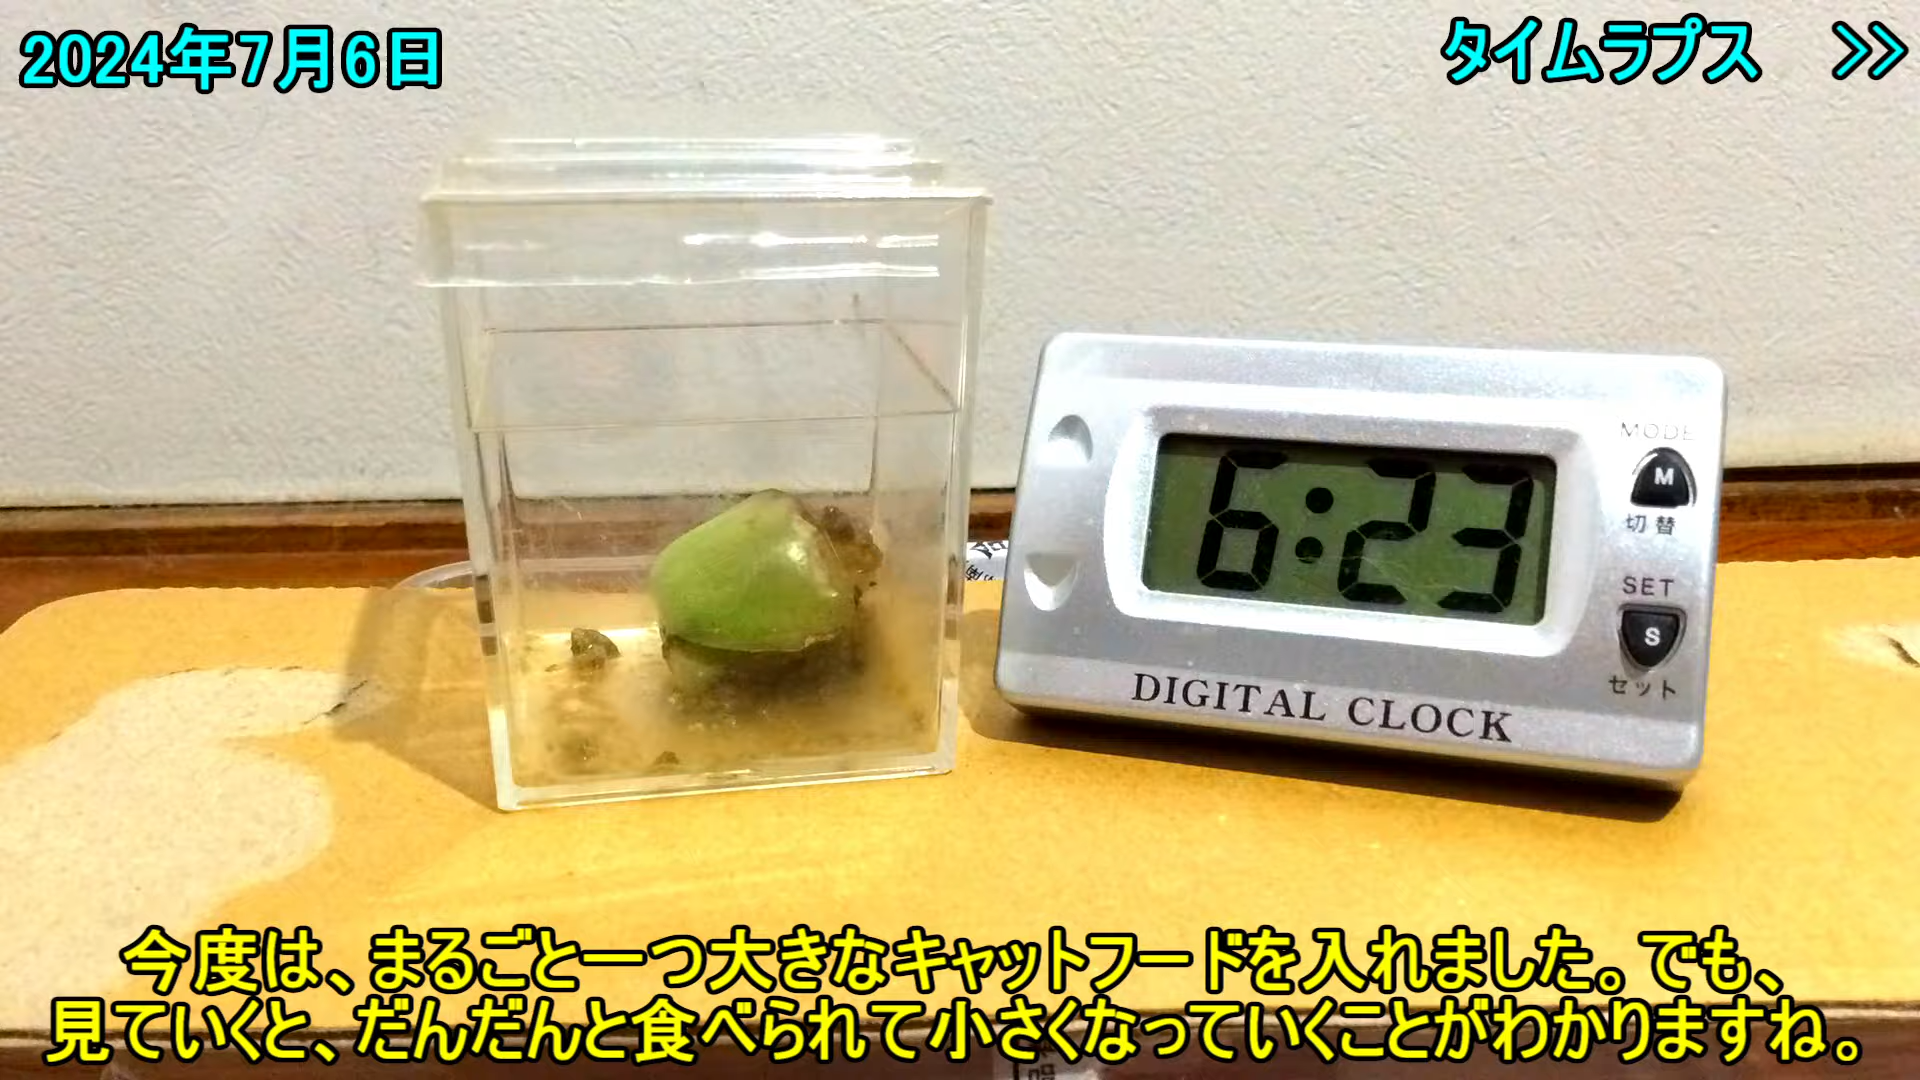 2024年7月6日
タイムラプス >>
MODE
M
切替
6:23
SET
S
セット
DIGITAL CLOCK
今度は、まるごと一つ大きなキャットフードを入れました。でも、
見ていくと、だんだんと食べられて小さくなっていくことがわかりますね。